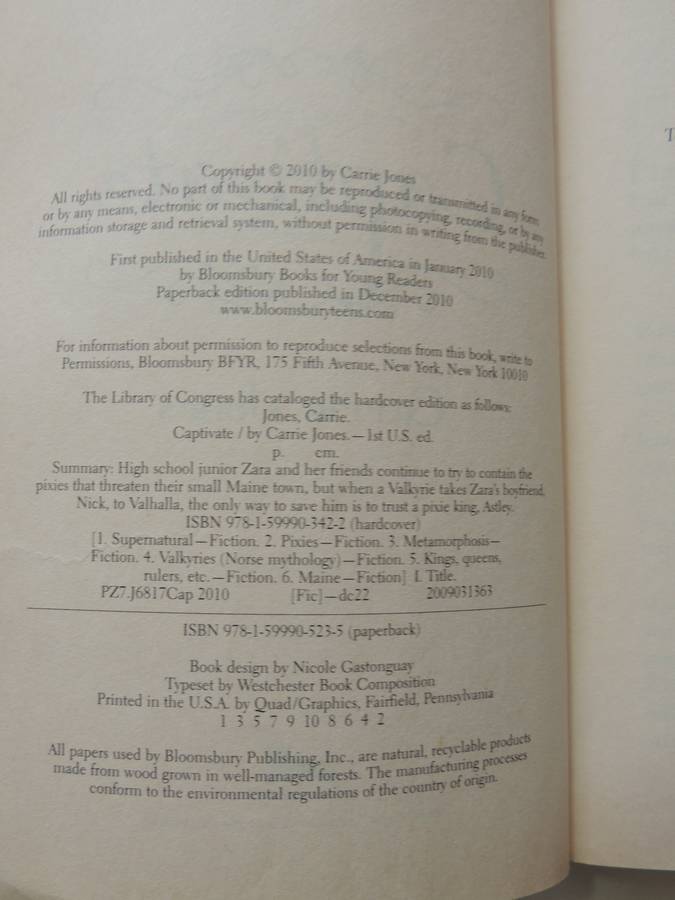 Copyright © 2010 by Carrie Jones
All rights reserved. No part of this book may be reproduced or transmitted in any form
or by any means, electronic or mechanical, including photocopying, recording, or by any
information storage and retrieval system, without permission in writing from the publisher.
First published in the United States of America in January 2010
by Bloomsbury Books for Young Readers
Paperback edition published in December 2010
www.bloomsburyteens.com
For information about permission to reproduce selections from this book, write to
Permissions, Bloomsbury BFYR, 175 Fifth Avenue, New York, New York 10010
The Library of Congress has cataloged the hardcover edition as follows:
Jones, Carrie.
Captivate / by Carrie Jones.—1st U.S. ed.
p. cm.
Summary: High school junior Zara and her friends continue to try to contain the
pixies that threaten their small Maine town, but when a Valkyrie takes Zara's boyfriend,
Nick, to Valhalla, the only way to save him is to trust a pixie king, Astley.
ISBN 978-1-59990-342-2 (hardcover)
[1. Supernatural—Fiction. 2. Pixies—Fiction. 3. Metamorphosis—
Fiction. 4. Valkyries (Norse mythology)—Fiction. 5. Kings, queens,
rulers, etc.—Fiction. 6. Maine—Fiction] I. Title.
PZ7.J6817Cap 2010 [Fic]—dc22 2009031363
ISBN 978-1-59990-523-5 (paperback)
Book design by Nicole Gastonguay
Typeset by Westchester Book Composition
Printed in the U.S.A. by Quad/Graphics, Fairfield, Pennsylvania
1 3 5 7 9 10 8 6 4 2
All papers used by Bloomsbury Publishing, Inc., are natural, recyclable products
made from wood grown in well-managed forests. The manufacturing processes
conform to the environmental regulations of the country of origin.